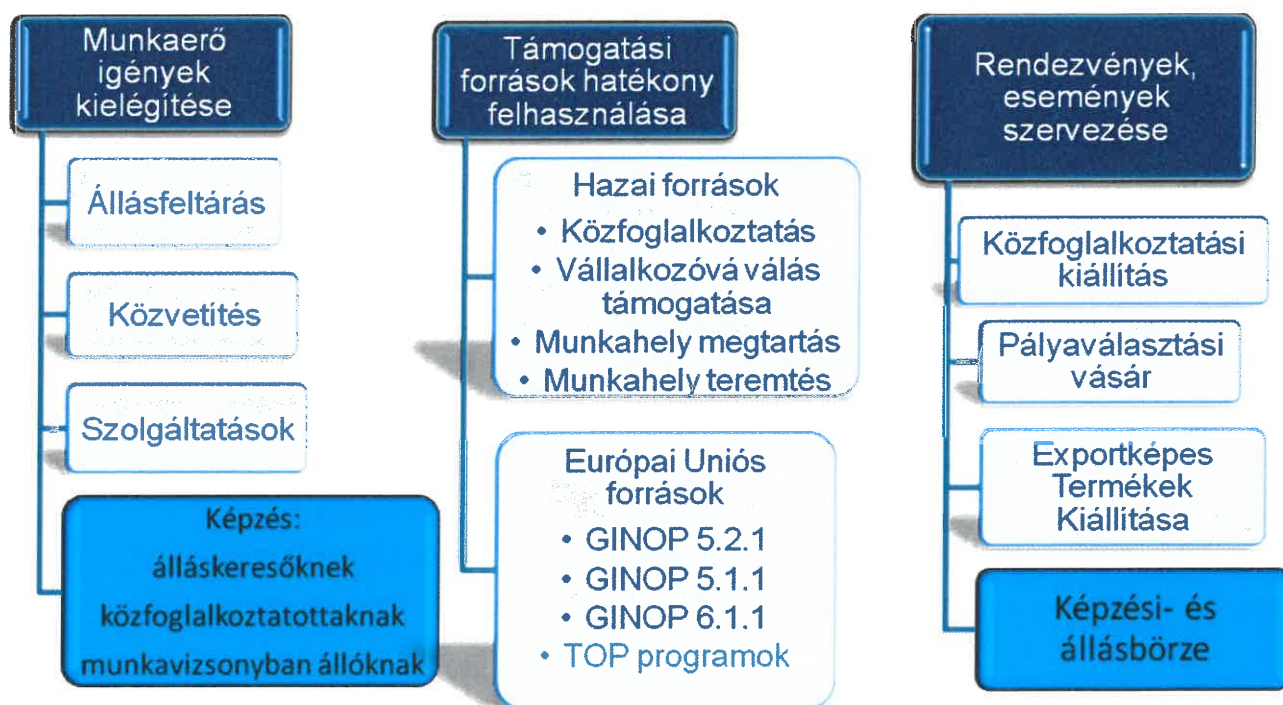 Munkaerő
igények
kielégítése
Állásfeltárás
Közvetítés
Szolgáltatások
Képzés:
álláskeresőknek
közfoglalkoztatottaknak
munkavizsonyban állóknak
Támogatási
források hatékony
felhasználása
Hazai források
• Közfoglalkoztatás
• Vállalkozóvá válás
támogatása
• Munkahely megtartás
• Munkahely teremtés
Európai Uniós
források
• GINOP 5.2.1
• GINOP 5.1.1
• GINOP 6.1.1
• TOP programok
Rendezvények,
események
szervezése
Közfoglalkoztatási
kiállítás
Pályaválasztási
vásár
Exportképes
Termékek
Kiállítása
Képzési- és
állásbörze